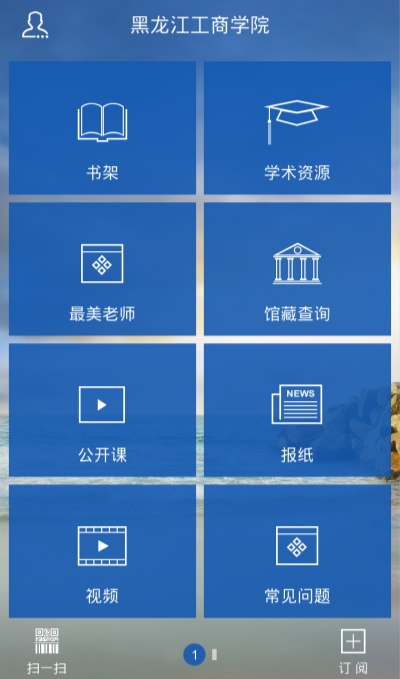 黑龙江工商学院
书架
学术资源
最美老师
馆藏查询
公开课
NEWS
报纸
视频
常见问题
扫一扫
1
订阅